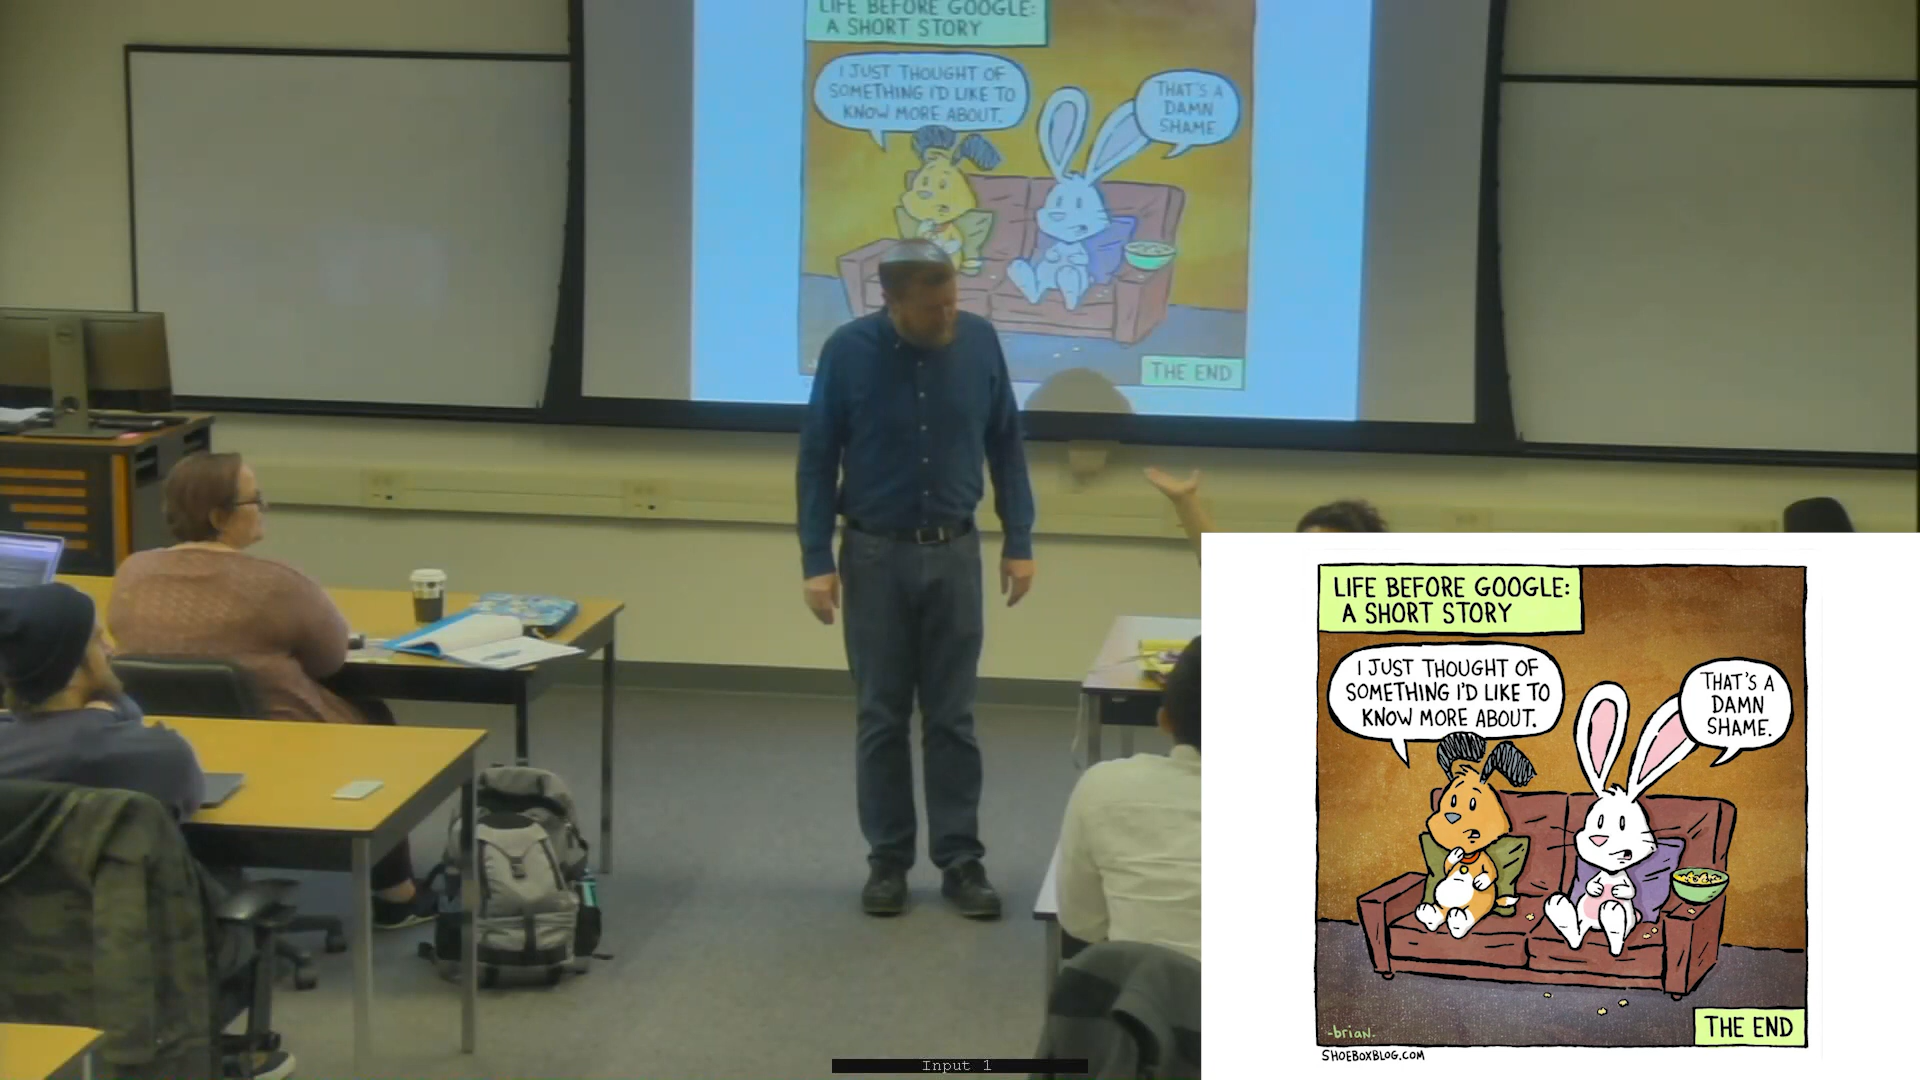 LIFE BEFORE GOOGLE:
A SHORT STORY
I JUST THOUGHT OF
SOMETHING I'D LIKE TO
KNOW MORE ABOUT.
THAT'S A
DAMN
SHAME.
THE END
LIFE BEFORE GOOGLE:
A SHORT STORY
I JUST THOUGHT OF
SOMETHING I'D LIKE TO
KNOW MORE ABOUT.
THAT'S A
DAMN
SHAME.
THE END
-brian-
SHOEBOXBLOG.COM
Input 1